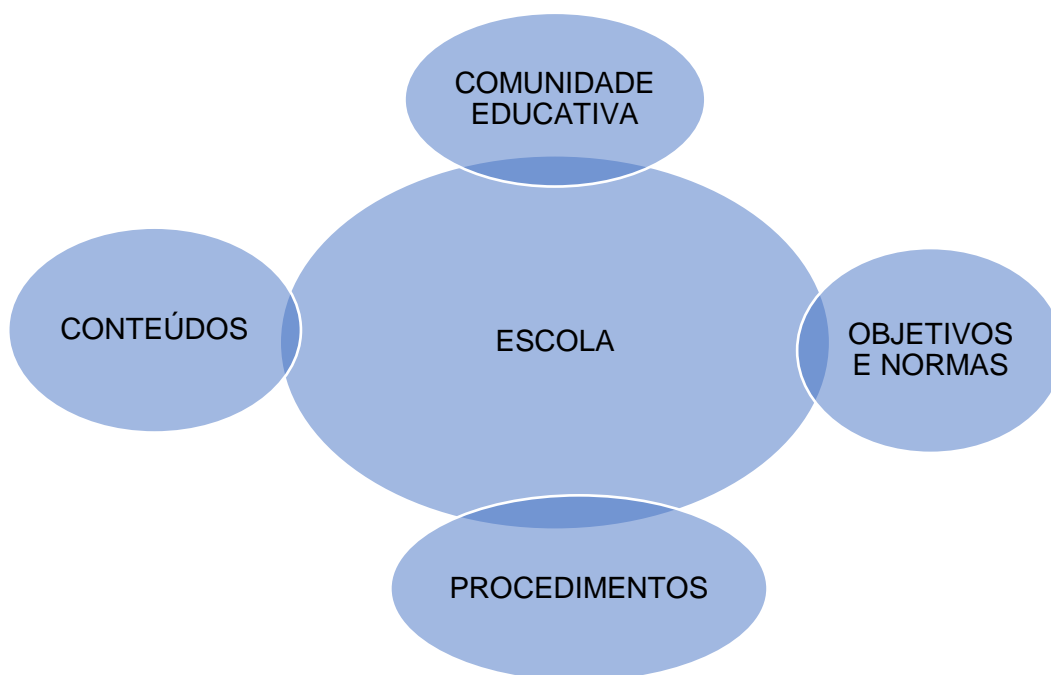 COMUNIDADE
EDUCATIVA
CONTEÚDOS
ESCOLA
OBJETIVOS
E NORMAS
PROCEDIMENTOS